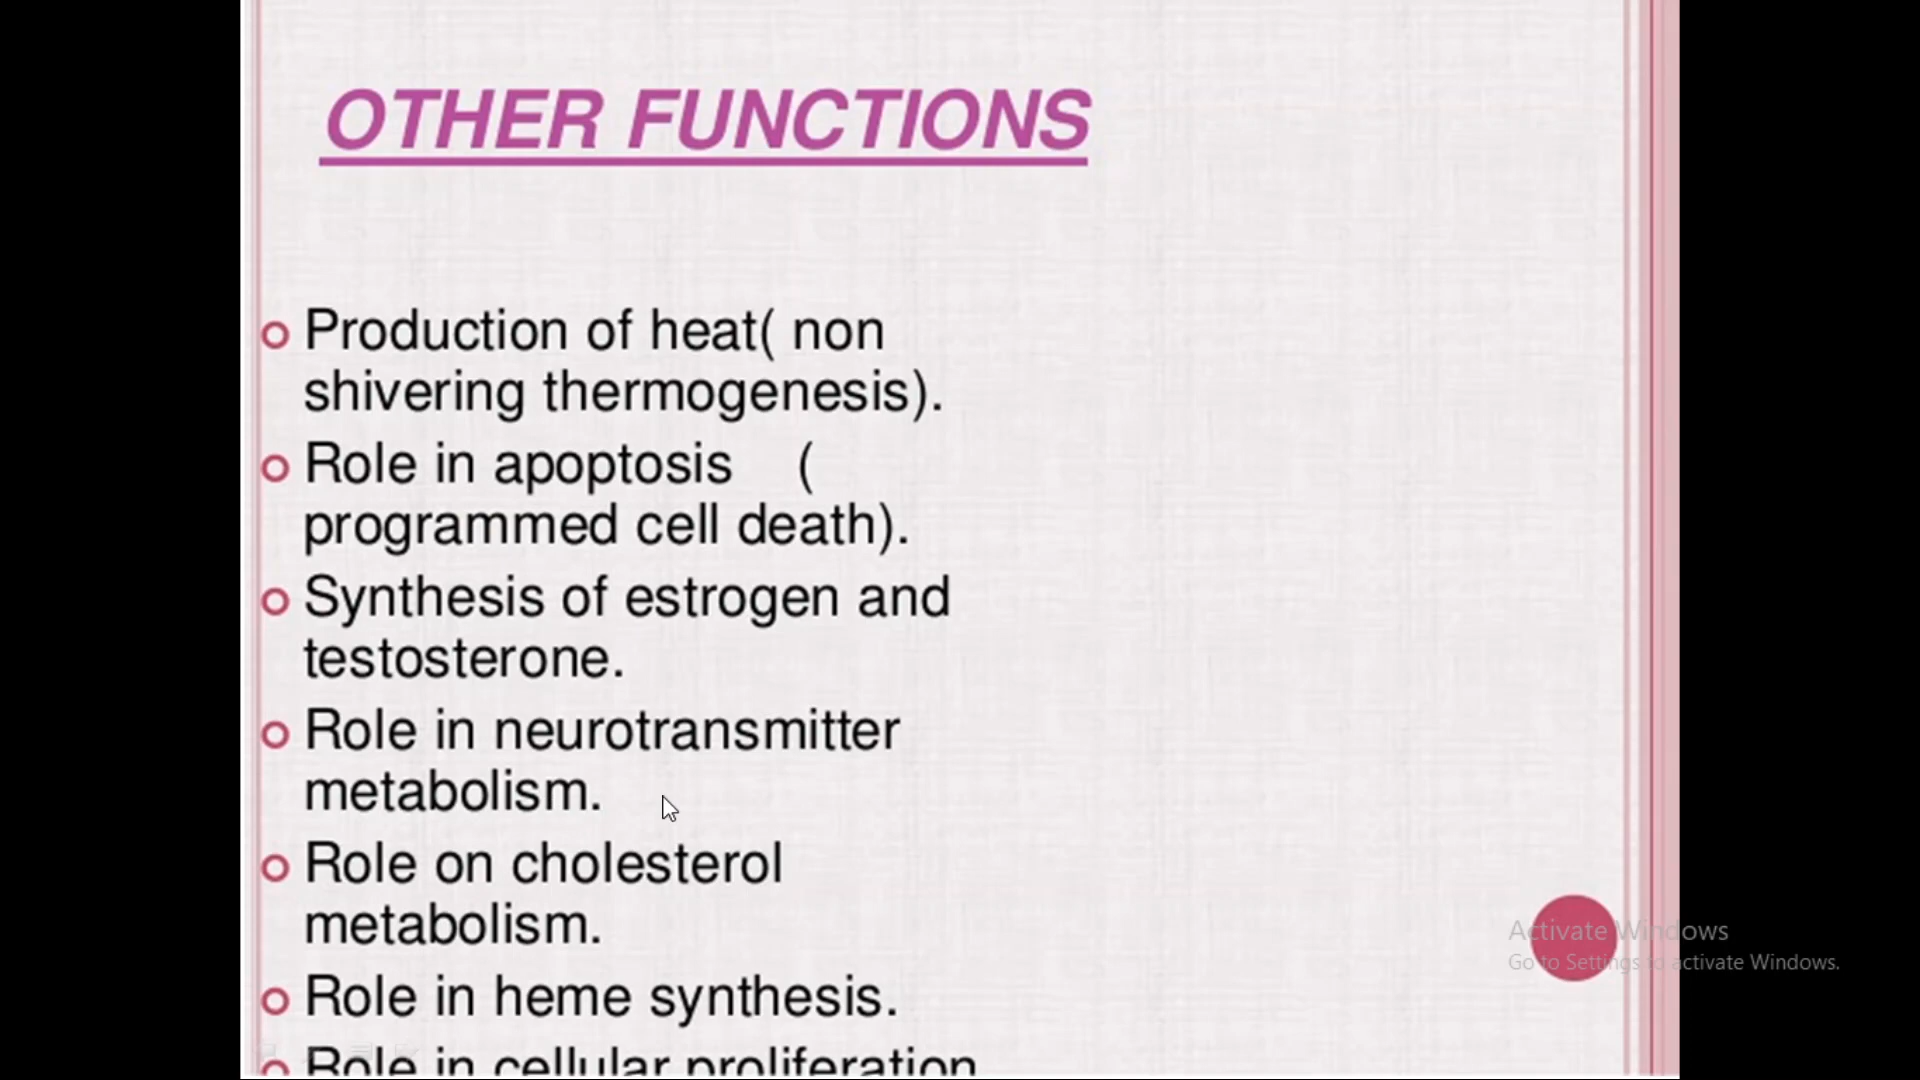 OTHER FUNCTIONS
Production of heat( non
shivering thermogenesis).
Role in apoptosis    (
programmed cell death).
Synthesis of estrogen and
testosterone.
Role in neurotransmitter
metabolism.
Role on cholesterol
metabolism.
Role in heme synthesis.
Role in cellular proliferation
Activate Windows
Go to Settings to activate Windows.